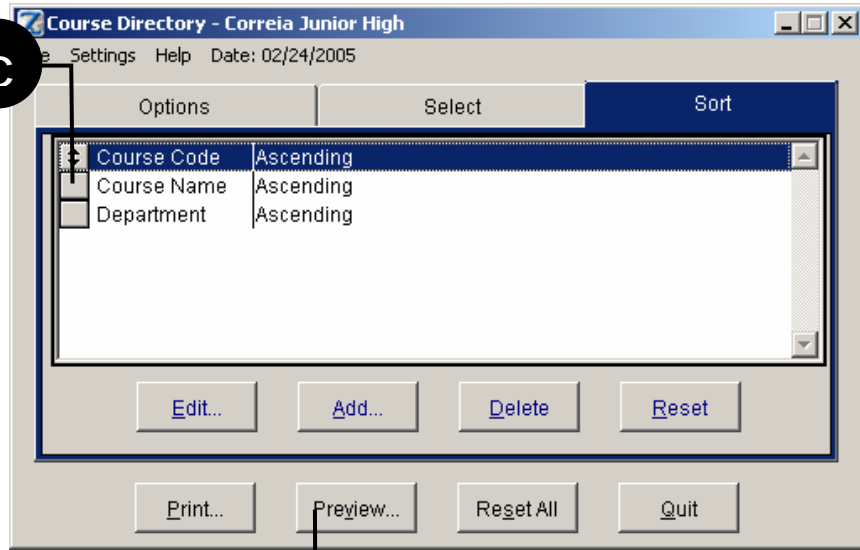 Course Directory - Correia Junior High
e Settings Help Date: 02/24/2005
C
Options Select Sort
Course Code Ascending
Course Name Ascending
Department Ascending
Edit... Add... Delete Reset
Print... Preview... Reset All Quit